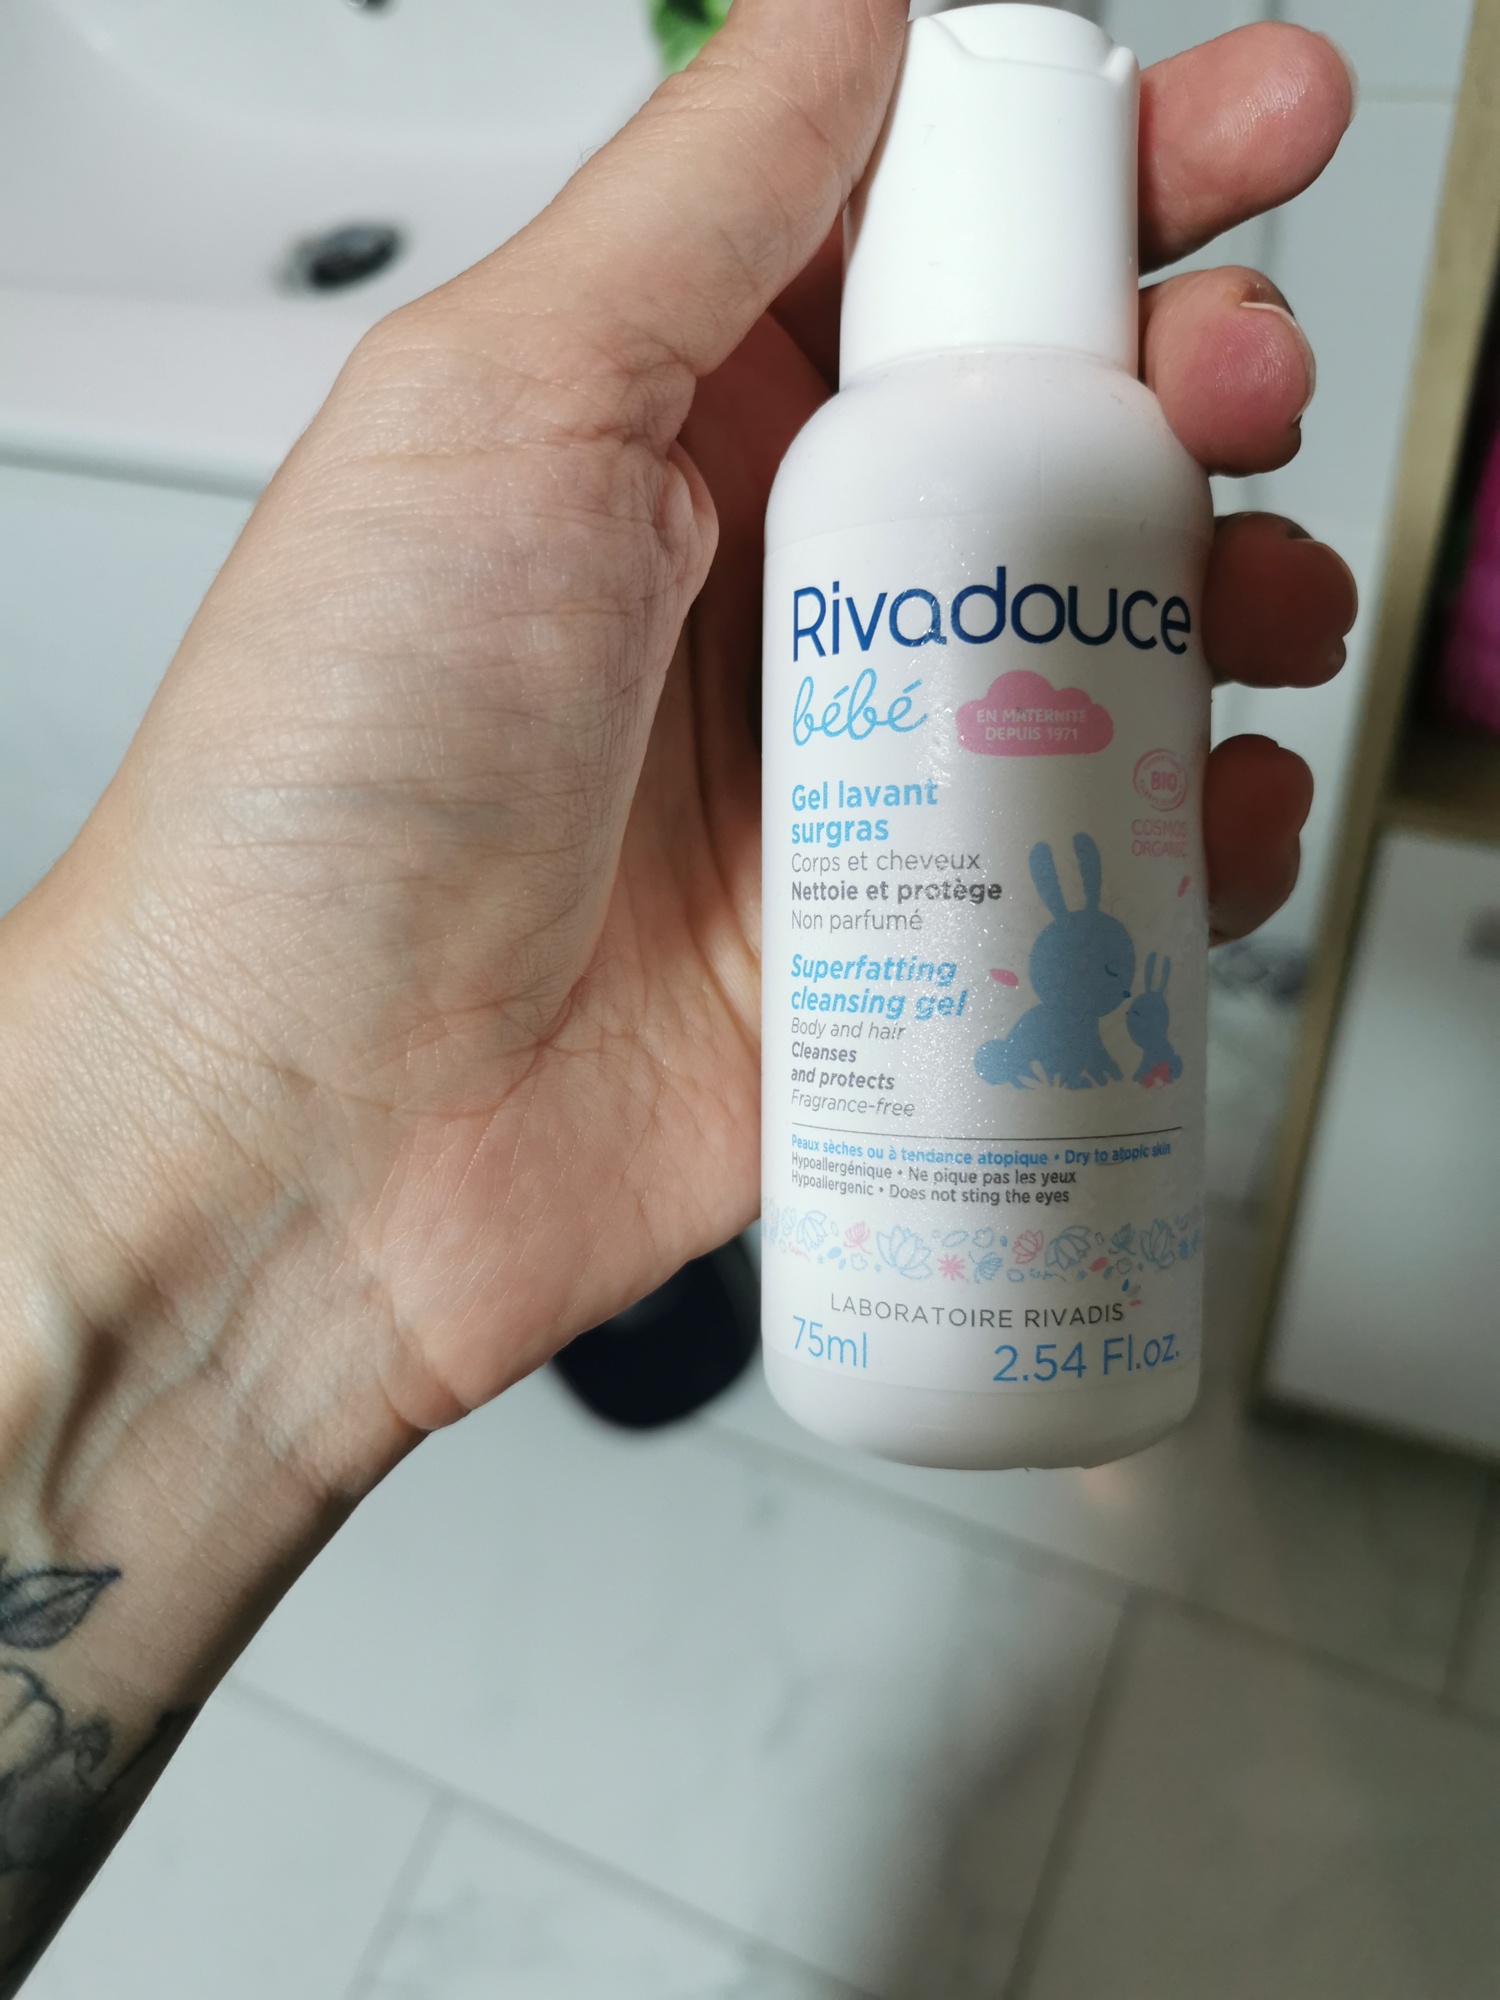 Rivadouce
bébé
EN MATERNITÉ
DEPUIS 1971
BIO
COSMOS
ORGANIC
Gel lavant
surgras
Corps et cheveux
Nettoie et protège
Non parfumé
Superfatting
cleansing gel
Body and hair
Cleanses
and protects
Fragrance-free
Peaux sèches ou à tendance atopique • Dry to atopic skin
Hypoallergénique • Ne pique pas les yeux
Hypoallergenic • Does not sting the eyes
LABORATOIRE RIVADIS
75ml 2.54 Fl.oz.